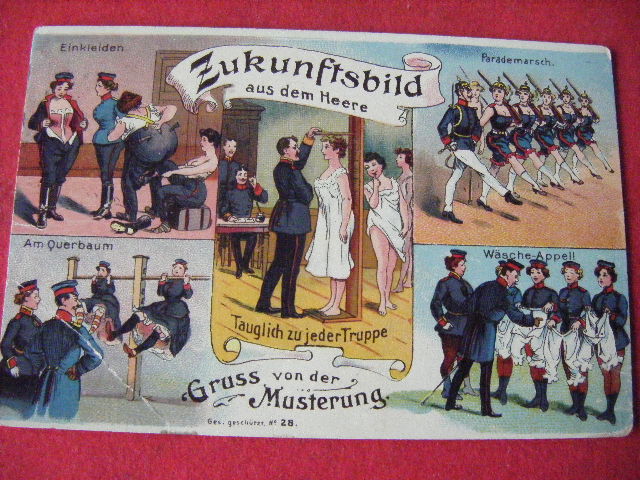 Einkleiden
Zukunftsbild
aus dem Heere
Parademarsch.
Am Querbaum
Wäsche-Appell
Tauglich zu jeder Truppe
Gruss von der
Musterung.
Ges. geschützt. No 28.